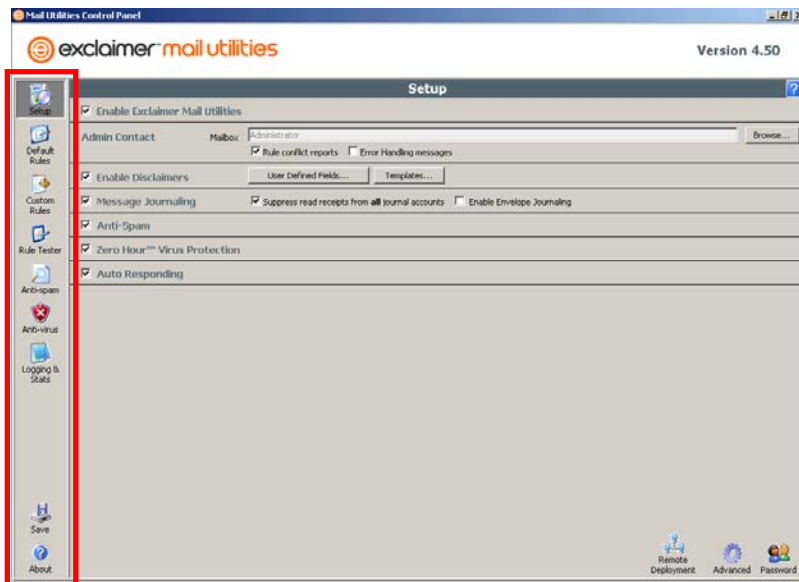 Mail Utilities Control Panel
exclaimer mail utilities
Version 4.50
Setup
Setup
Enable Exclaimer Mail Utilities
Admin Contact Mailbox Administrator Browse...
Rule conflict reports Error Handling messages
Enable Disclaimers User Defined Fields... Templates...
Message Journaling Suppress read receipts from all journal accounts Enable Envelope Journaling
Anti-Spam
Zero Hour™ Virus Protection
Auto Responding
Default
Rules
Custom
Rules
Rule Tester
Anti-spam
Anti-virus
Logging &
Stats
Save
About
Remote
Deployment
Advanced
Password